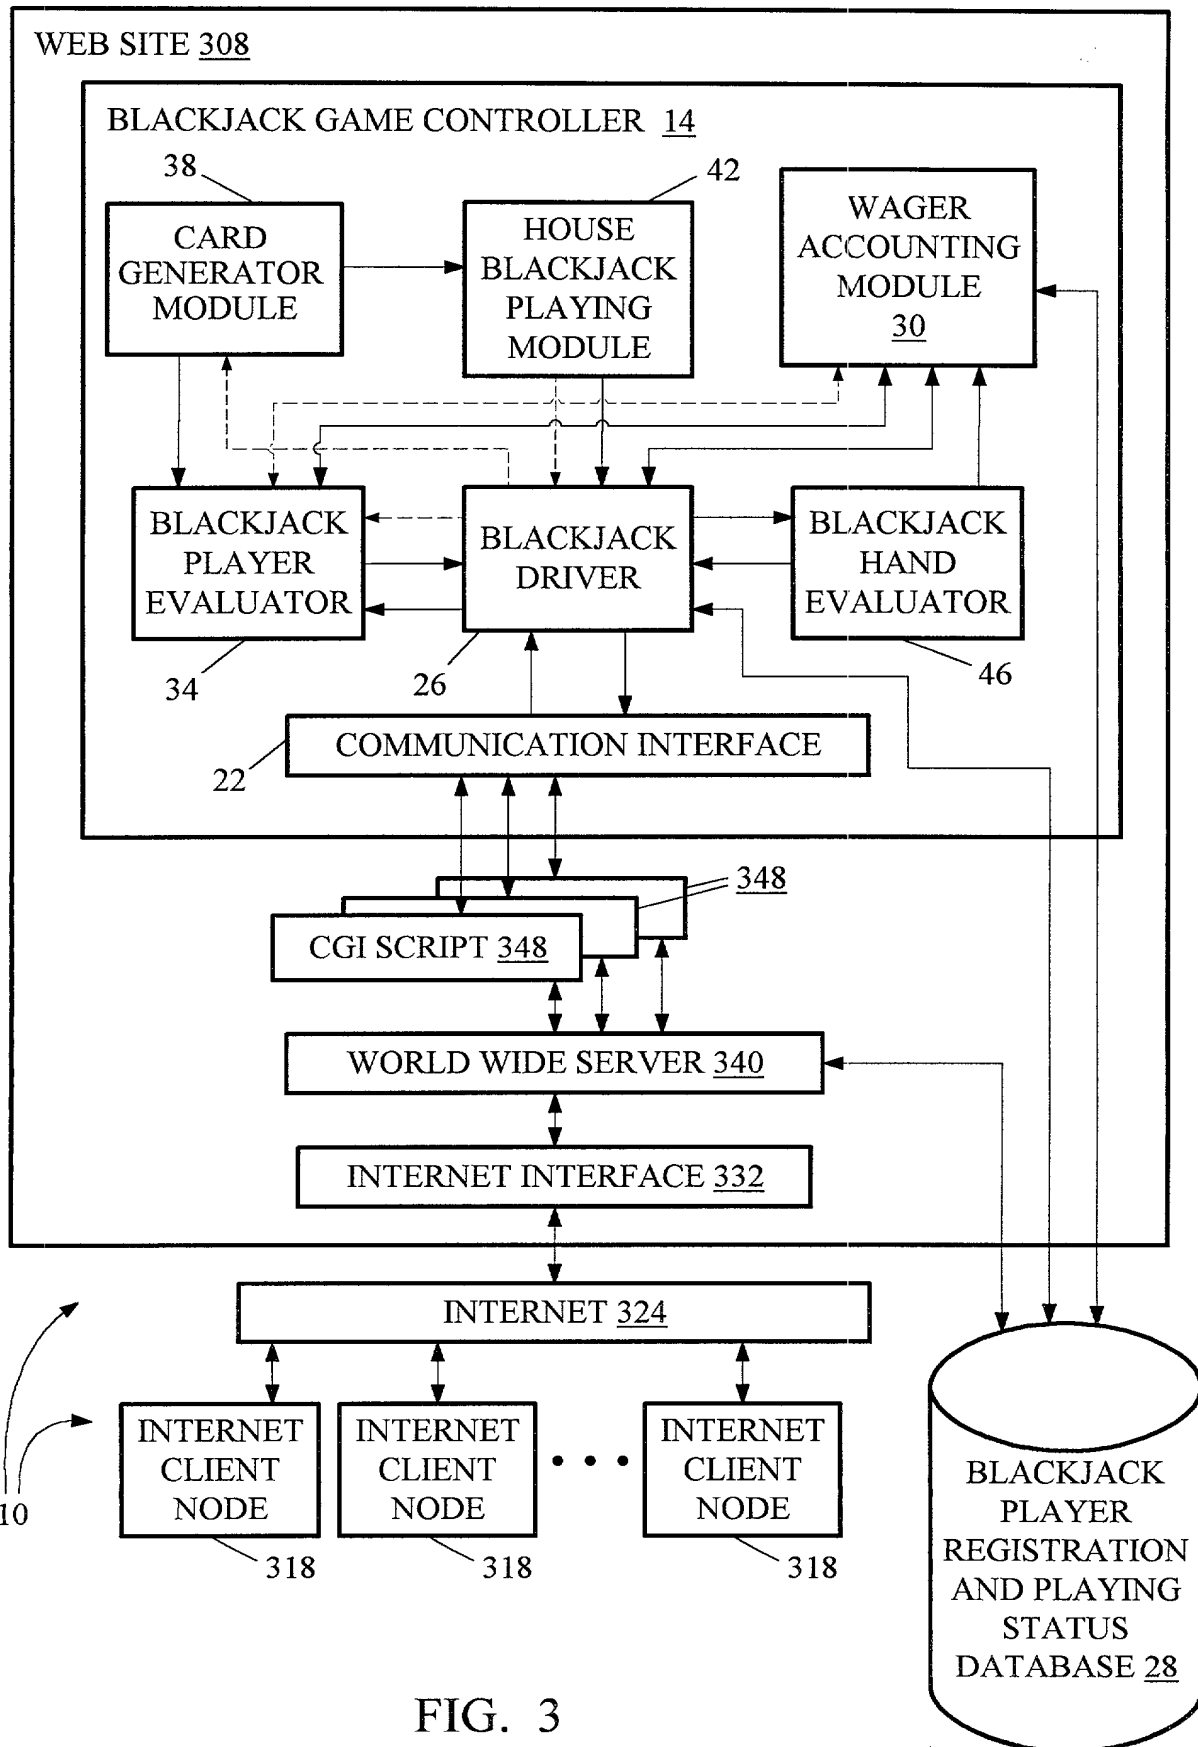 WEB SITE 308
BLACKJACK GAME CONTROLLER 14
38
42
CARD
GENERATOR
MODULE
HOUSE
BLACKJACK
PLAYING
MODULE
WAGER
ACCOUNTING
MODULE
30
BLACKJACK
PLAYER
EVALUATOR
BLACKJACK
DRIVER
BLACKJACK
HAND
EVALUATOR
34
26
46
COMMUNICATION INTERFACE
22
348
CGI SCRIPT 348
WORLD WIDE SERVER 340
INTERNET INTERFACE 332
INTERNET 324
INTERNET
CLIENT
NODE
INTERNET
CLIENT
NODE
INTERNET
CLIENT
NODE
10
318
318
318
BLACKJACK
PLAYER
REGISTRATION
AND PLAYING
STATUS
DATABASE 28
FIG. 3